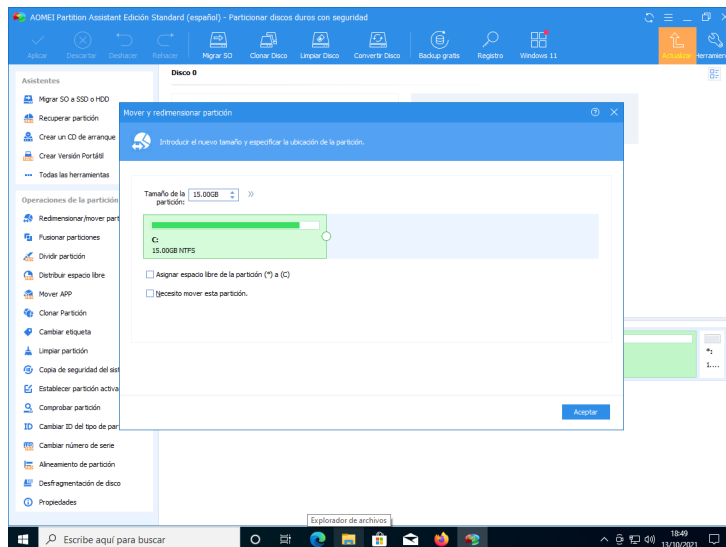 AOMEI Partition Assistant Edición Standard (español) - Particionar discos duros con seguridad
Aplicar Descartar Deshacer Rehacer Migrar SO Clonar Disco Limpiar Disco Convertir Disco Backup gratis Registro Windows 11 Actualizar Herramien
Disco 0
Asistentes
Migrar SO a SSD o HDD
Recuperar partición
Crear un CD de arranque
Crear Versión Portátil
Todas las herramientas
Operaciones de la partición
Redimensionar/mover part
Fusionar particiones
Dividir partición
Distribuir espacio libre
Mover APP
Clonar Partición
Cambiar etiqueta
Limpiar partición
Copia de seguridad del sist
Establecer partición activa
Comprobar partición
ID Cambiar ID del tipo de par
Cambiar número de serie
Alineamiento de partición
Desfragmentación de disco
Propiedades
Mover y redimensionar partición
Introducir el nuevo tamaño y especificar la ubicación de la partición.
Tamaño de la partición: 15.00GB
C:
15.00GB NTFS
Asignar espacio libre de la partición (*) a (C)
Necesito mover esta partición.
Aceptar
*:
1....
Explorador de archivos
Escribe aquí para buscar
18:49
13/10/2021